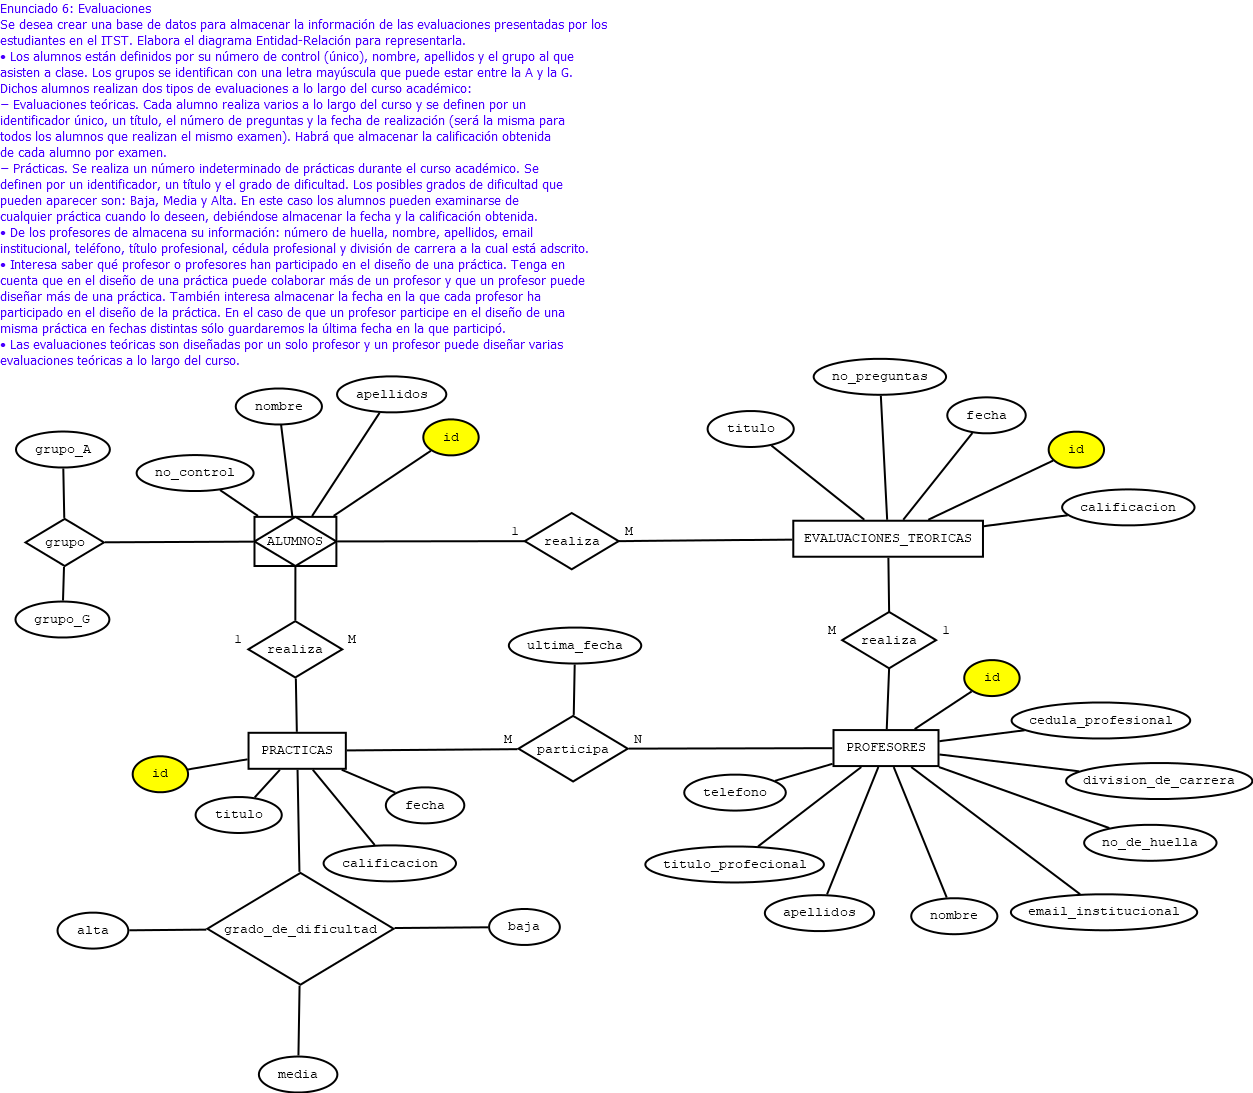 Enunciado 6: Evaluaciones
Se desea crear una base de datos para almacenar la información de las evaluaciones presentadas por los
estudiantes en el ITST. Elabora el diagrama Entidad-Relación para representarla.
• Los alumnos están definidos por su número de control (único), nombre, apellidos y el grupo al que
asisten a clase. Los grupos se identifican con una letra mayúscula que puede estar entre la A y la G.
Dichos alumnos realizan dos tipos de evaluaciones a lo largo del curso académico:
− Evaluaciones teóricas. Cada alumno realiza varios a lo largo del curso y se definen por un
identificador único, un título, el número de preguntas y la fecha de realización (será la misma para
todos los alumnos que realizan el mismo examen). Habrá que almacenar la calificación obtenida
de cada alumno por examen.
− Prácticas. Se realiza un número indeterminado de prácticas durante el curso académico. Se
definen por un identificador, un título y el grado de dificultad. Los posibles grados de dificultad que
pueden aparecer son: Baja, Media y Alta. En este caso los alumnos pueden examinarse de
cualquier práctica cuando lo deseen, debiéndose almacenar la fecha y la calificación obtenida.
• De los profesores de almacena su información: número de huella, nombre, apellidos, email
institucional, teléfono, título profesional, cédula profesional y división de carrera a la cual está adscrito.
• Interesa saber qué profesor o profesores han participado en el diseño de una práctica. Tenga en
cuenta que en el diseño de una práctica puede colaborar más de un profesor y que un profesor puede
diseñar más de una práctica. También interesa almacenar la fecha en la que cada profesor ha
participado en el diseño de la práctica. En el caso de que un profesor participe en el diseño de una
misma práctica en fechas distintas sólo guardaremos la última fecha en la que participó.
• Las evaluaciones teóricas son diseñadas por un solo profesor y un profesor puede diseñar varias
evaluaciones teóricas a lo largo del curso.
no_preguntas
apellidos
nombre
fecha
titulo
id
grupo_A
id
no_control
calificacion
1
M
grupo
ALUMNOS
realiza
EVALUACIONES_TEORICAS
grupo_G
1
M
M
1
realiza
ultima_fecha
realiza
id
cedula_profesional
M
N
PRACTICAS
participa
PROFESORES
id
division_de_carrera
telefono
fecha
titulo
no_de_huella
calificacion
titulo_profecional
apellidos
nombre
email_institucional
alta
grado_de_dificultad
baja
media